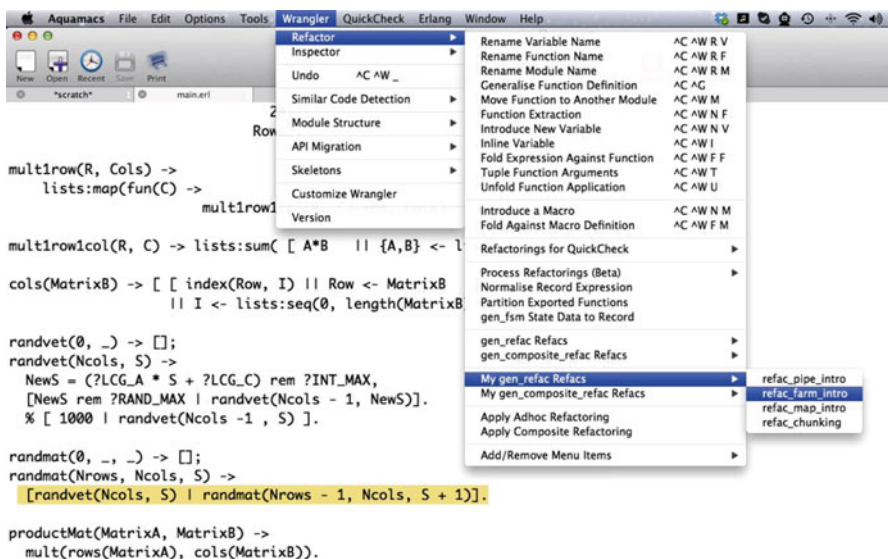 Aquamacs File Edit Options Tools Wrangler QuickCheck Erlang Window Help
New Open Recent Save Print
*scratch* main.erl
Refactor
Inspector
Undo ^C ^W _
Similar Code Detection
Module Structure
API Migration
Skeletons
Customize Wrangler
Version
Rename Variable Name ^C ^W R V
Rename Function Name ^C ^W R F
Rename Module Name ^C ^W R M
Generalise Function Definition ^C ^G
Move Function to Another Module ^C ^W M
Function Extraction ^C ^W N F
Introduce New Variable ^C ^W N V
Inline Variable ^C ^W I
Fold Expression Against Function ^C ^W F F
Tuple Function Arguments ^C ^W T
Unfold Function Application ^C ^W U
Introduce a Macro ^C ^W N M
Fold Against Macro Definition ^C ^W F M
Refactorings for QuickCheck
Process Refactorings (Beta)
Normalise Record Expression
Partition Exported Functions
gen_fsm State Data to Record
gen_refac Refacs
gen_composite_refac Refacs
My gen_refac Refacs
My gen_composite_refac Refacs
Apply Adhoc Refactoring
Apply Composite Refactoring
Add/Remove Menu Items
refac_pipe_intro
refac_farm_intro
refac_map_intro
refac_chunking
2
Row
mult1row(R, Cols) ->
lists:map(fun(C) ->
mult1row1
mult1row1col(R, C) -> lists:sum( [ A*B || {A,B} <- l
cols(MatrixB) -> [ [ index(Row, I) || Row <- MatrixB
|| I <- lists:seq(0, length(MatrixB
randvet(0, _) -> [];
randvet(Ncols, S) ->
NewS = (?LCG_A * S + ?LCG_C) rem ?INT_MAX,
[NewS rem ?RAND_MAX | randvet(Ncols - 1, NewS)].
% [ 1000 | randvet(Ncols -1 , S) ].
randmat(0, _, _) -> [];
randmat(Nrows, Ncols, S) ->
[randvet(Ncols, S) | randmat(Nrows - 1, Ncols, S + 1)].
productMat(MatrixA, MatrixB) ->
mult(rows(MatrixA), cols(MatrixB)).